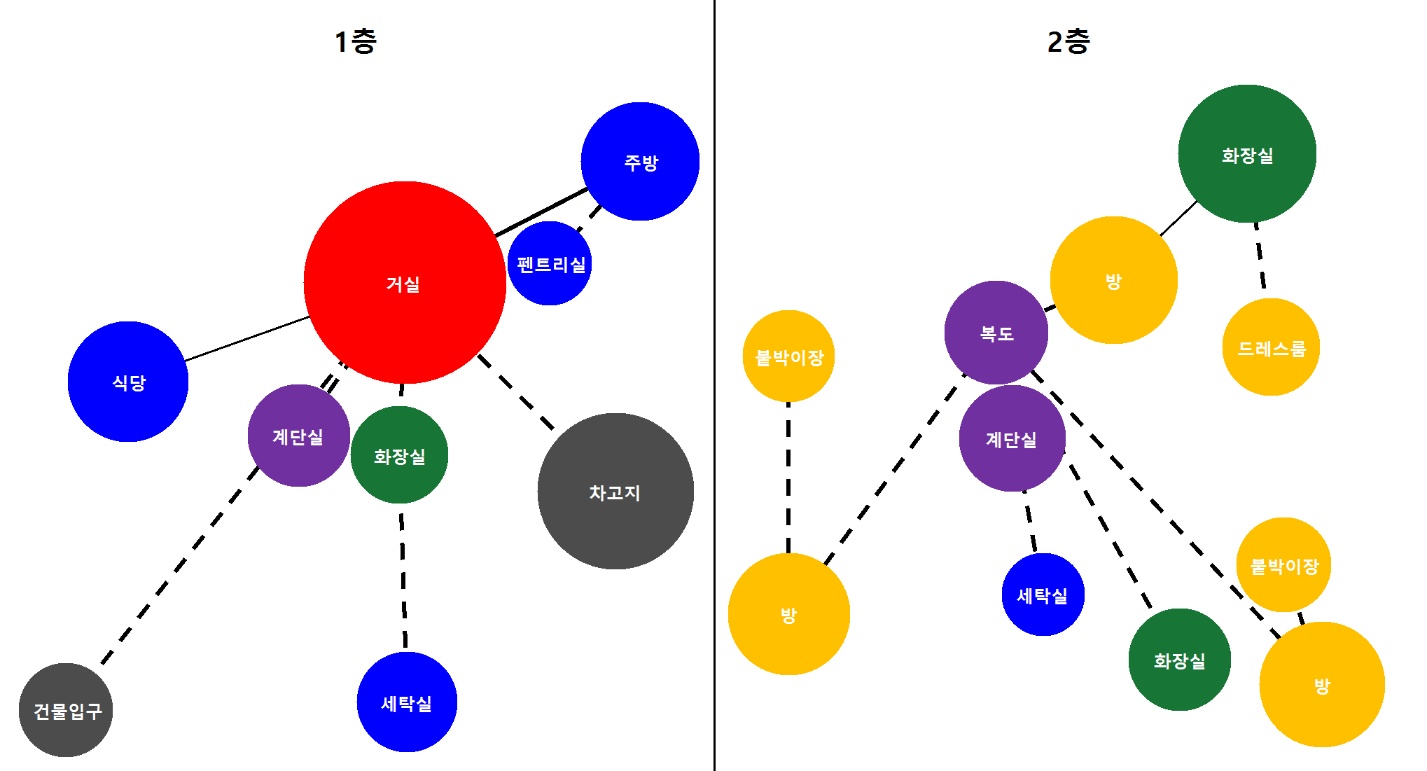 1층
주방
펜트리실
거실
식당
계단실
화장실
차고지
건물입구
세탁실
2층
화장실
방
복도
드레스룸
붙박이장
계단실
세탁실
붙박이장
방
화장실
방